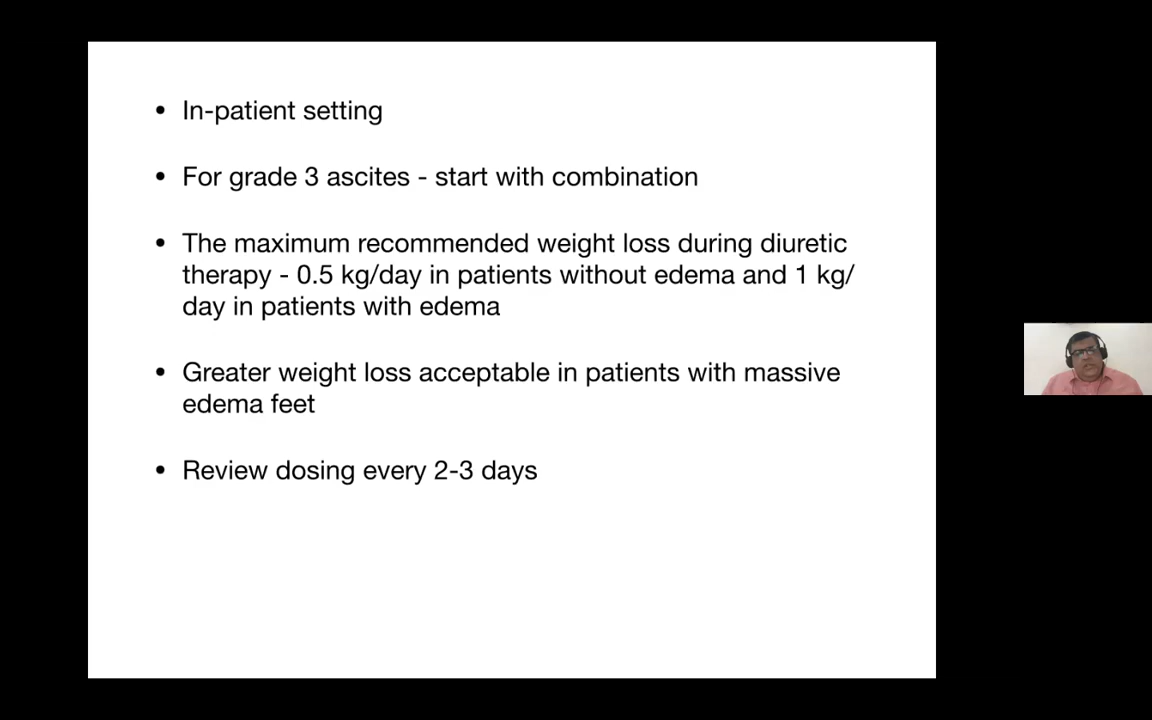 • In-patient setting
• For grade 3 ascites - start with combination
• The maximum recommended weight loss during diuretic
therapy - 0.5 kg/day in patients without edema and 1 kg/
day in patients with edema
• Greater weight loss acceptable in patients with massive
edema feet
• Review dosing every 2-3 days